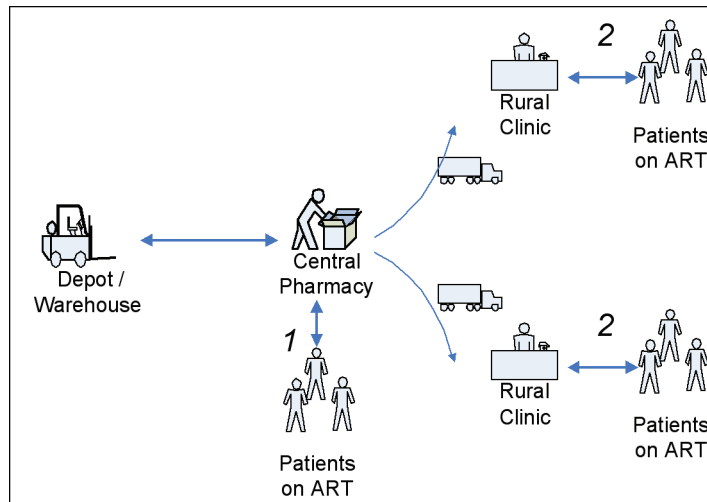 2
Rural
Clinic
Patients
on ART
Depot /
Warehouse
Central
Pharmacy
1
Patients
on ART
2
Rural
Clinic
Patients
on ART